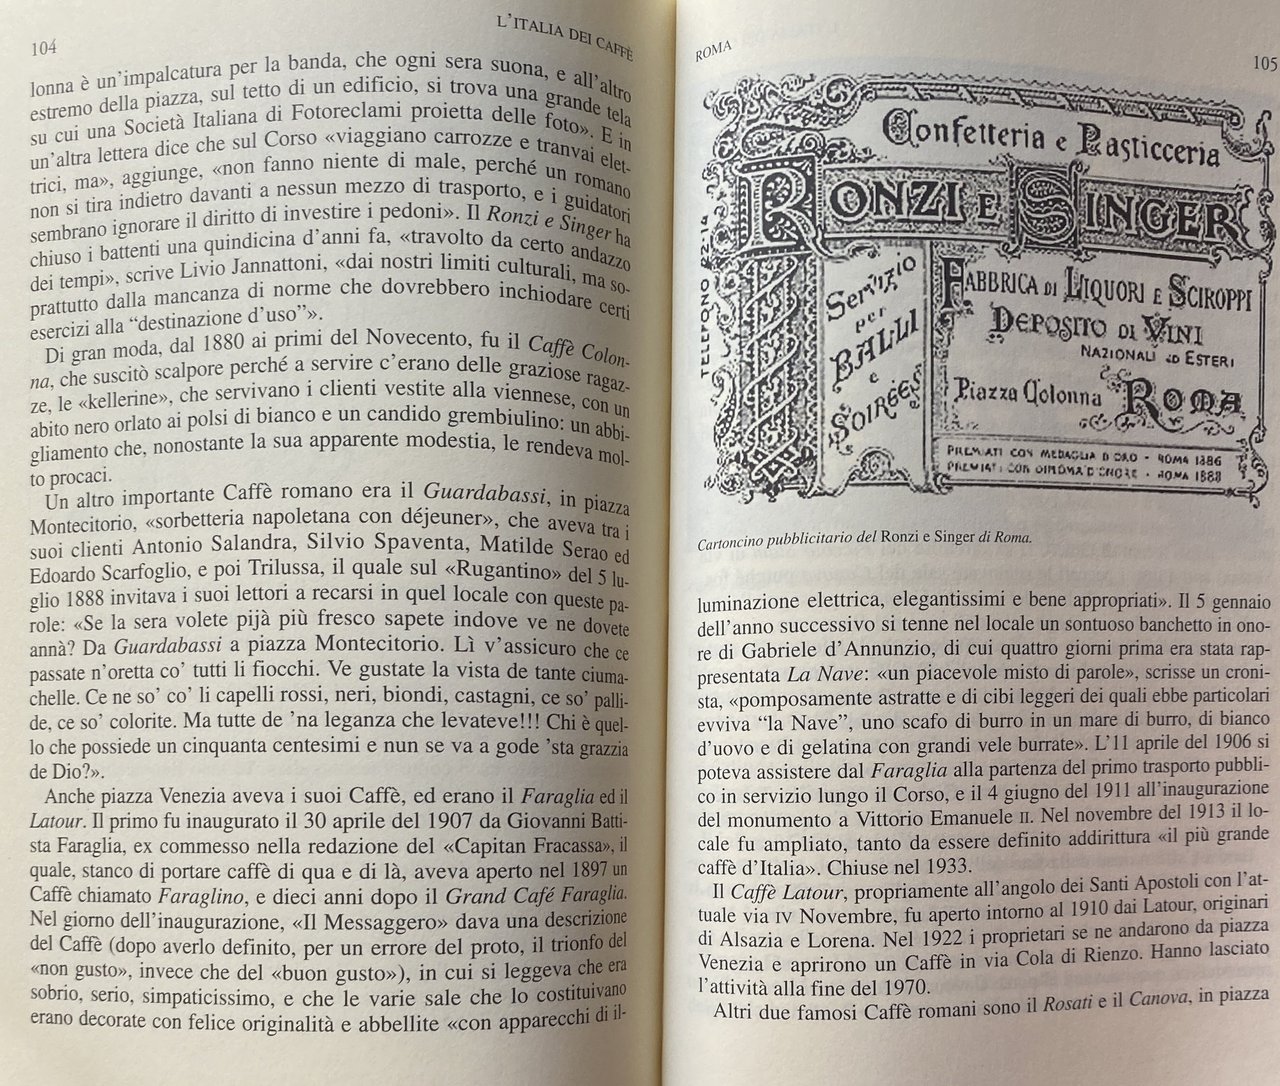 104
L'ITALIA DEI CAFFÈ
lonna è un'impalcatura per la banda, che ogni sera suona, e all'altro
estremo della piazza, sul tetto di un edificio, si trova una grande tela
su cui una Società Italiana di Fotoreclami proietta delle foto». E in
un'altra lettera dice che sul Corso «viaggiano carrozze e tranvai elet-
trici, ma», aggiunge, «non fanno niente di male, perché un romano
non si tira indietro davanti a nessun mezzo di trasporto, e i guidatori
sembrano ignorare il diritto di investire i pedoni». Il Ronzi e Singer ha
chiuso i battenti una quindicina d'anni fa, «travolto da certo andazzo
dei tempi», scrive Livio Jannattoni, «dai nostri limiti culturali, ma so-
prattutto dalla mancanza di norme che dovrebbero inchiodare certi
esercizi alla “destinazione d'uso”».
Di gran moda, dal 1880 ai primi del Novecento, fu il Caffè Colon-
na, che suscitò scalpore perché a servire c'erano delle graziose ragaz-
ze, le «kellerine», che servivano i clienti vestite alla viennese, con un
abito nero orlato ai polsi di bianco e un candido grembiulino: un abbi-
gliamento che, nonostante la sua apparente modestia, le rendeva mol-
to procaci.
Un altro importante Caffè romano era il Guardabassi, in piazza
Montecitorio, «sorbetteria napoletana con déjeuner», che aveva tra i
suoi clienti Antonio Salandra, Silvio Spaventa, Matilde Serao ed
Edoardo Scarfoglio, e poi Trilussa, il quale sul «Rugantino» del 5 lu-
glio 1888 invitava i suoi lettori a recarsi in quel locale con queste pa-
role: «Se la sera volete pijà più fresco sapete indove ve ne dovete
annà? Da Guardabassi a piazza Montecitorio. Lì v'assicuro che ce
passate n'oretta co' tutti li fiocchi. Ve gustate la vista de tante ciuma-
chelle. Ce ne so' co' li capelli rossi, neri, biondi, castagni, ce so' palli-
de, ce so' colorite. Ma tutte de 'na leganza che levateve!!! Chi è quel-
lo che possiede un cinquanta centesimi e nun se va a gode 'sta grazzia
de Dio?».
Anche piazza Venezia aveva i suoi Caffè, ed erano il Faraglia ed il
Latour. Il primo fu inaugurato il 30 aprile del 1907 da Giovanni Batti-
sta Faraglia, ex commesso nella redazione del «Capitan Fracassa», il
quale, stanco di portare caffè di qua e di là, aveva aperto nel 1897 un
Caffè chiamato Faraglino, e dieci anni dopo il Grand Café Faraglia.
Nel giorno dell'inaugurazione, «Il Messaggero» dava una descrizione
del Caffè (dopo averlo definito, per un errore del proto, il trionfo del
«non gusto», invece che del «buon gusto»), in cui si leggeva che era
sobrio, serio, simpaticissimo, e che le varie sale che lo costituivano
erano decorate con felice originalità e abbellite «con apparecchi di il-
ROMA
105
Confetteria e Pasticceria
RONZI E SINGER
TELEFONO R2-14
Servizio
per
BALLI
e
SOIRÉES
FABBRICA DI LIQUORI E SCIROPPI
DEPOSITO DI VINI
NAZIONALI ED ESTERI
Piazza Colonna ROMA
PREMIATI CON MEDAGLIA D'ORO - ROMA 1886
PREMIATI CON DIPLOMA D'ONORE - ROMA 1888
Cartoncino pubblicitario del Ronzi e Singer di Roma.
luminazione elettrica, elegantissimi e bene appropriati». Il 5 gennaio
dell'anno successivo si tenne nel locale un sontuoso banchetto in ono-
re di Gabriele d'Annunzio, di cui quattro giorni prima era stata rap-
presentata La Nave: «un piacevole misto di parole», scrisse un croni-
sta, «pomposamente astratte e di cibi leggeri dei quali ebbe particolari
evviva “la Nave”, uno scafo di burro in un mare di burro, di bianco
d'uovo e di gelatina con grandi vele burrate». L'11 aprile del 1906 si
poteva assistere dal Faraglia alla partenza del primo trasporto pubbli-
co in servizio lungo il Corso, e il 4 giugno del 1911 all'inaugurazione
del monumento a Vittorio Emanuele II. Nel novembre del 1913 il lo-
cale fu ampliato, tanto da essere definito addirittura «il più grande
caffè d'Italia». Chiuse nel 1933.
Il Caffè Latour, propriamente all'angolo dei Santi Apostoli con l'at-
tuale via IV Novembre, fu aperto intorno al 1910 dai Latour, originari
di Alsazia e Lorena. Nel 1922 i proprietari se ne andarono da piazza
Venezia e aprirono un Caffè in via Cola di Rienzo. Hanno lasciato
l'attività alla fine del 1970.
Altri due famosi Caffè romani sono il Rosati e il Canova, in piazza